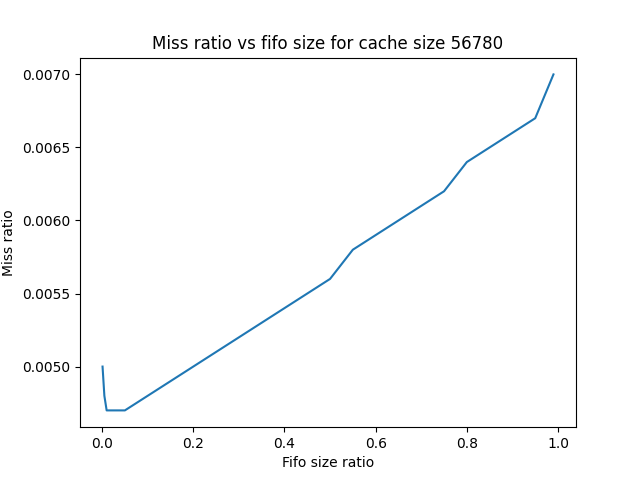 Miss ratio vs fifo size for cache size 56780
0.0070
0.0065
0.0060
0.0055
0.0050
Miss ratio
0.0 0.2 0.4 0.6 0.8 1.0
Fifo size ratio